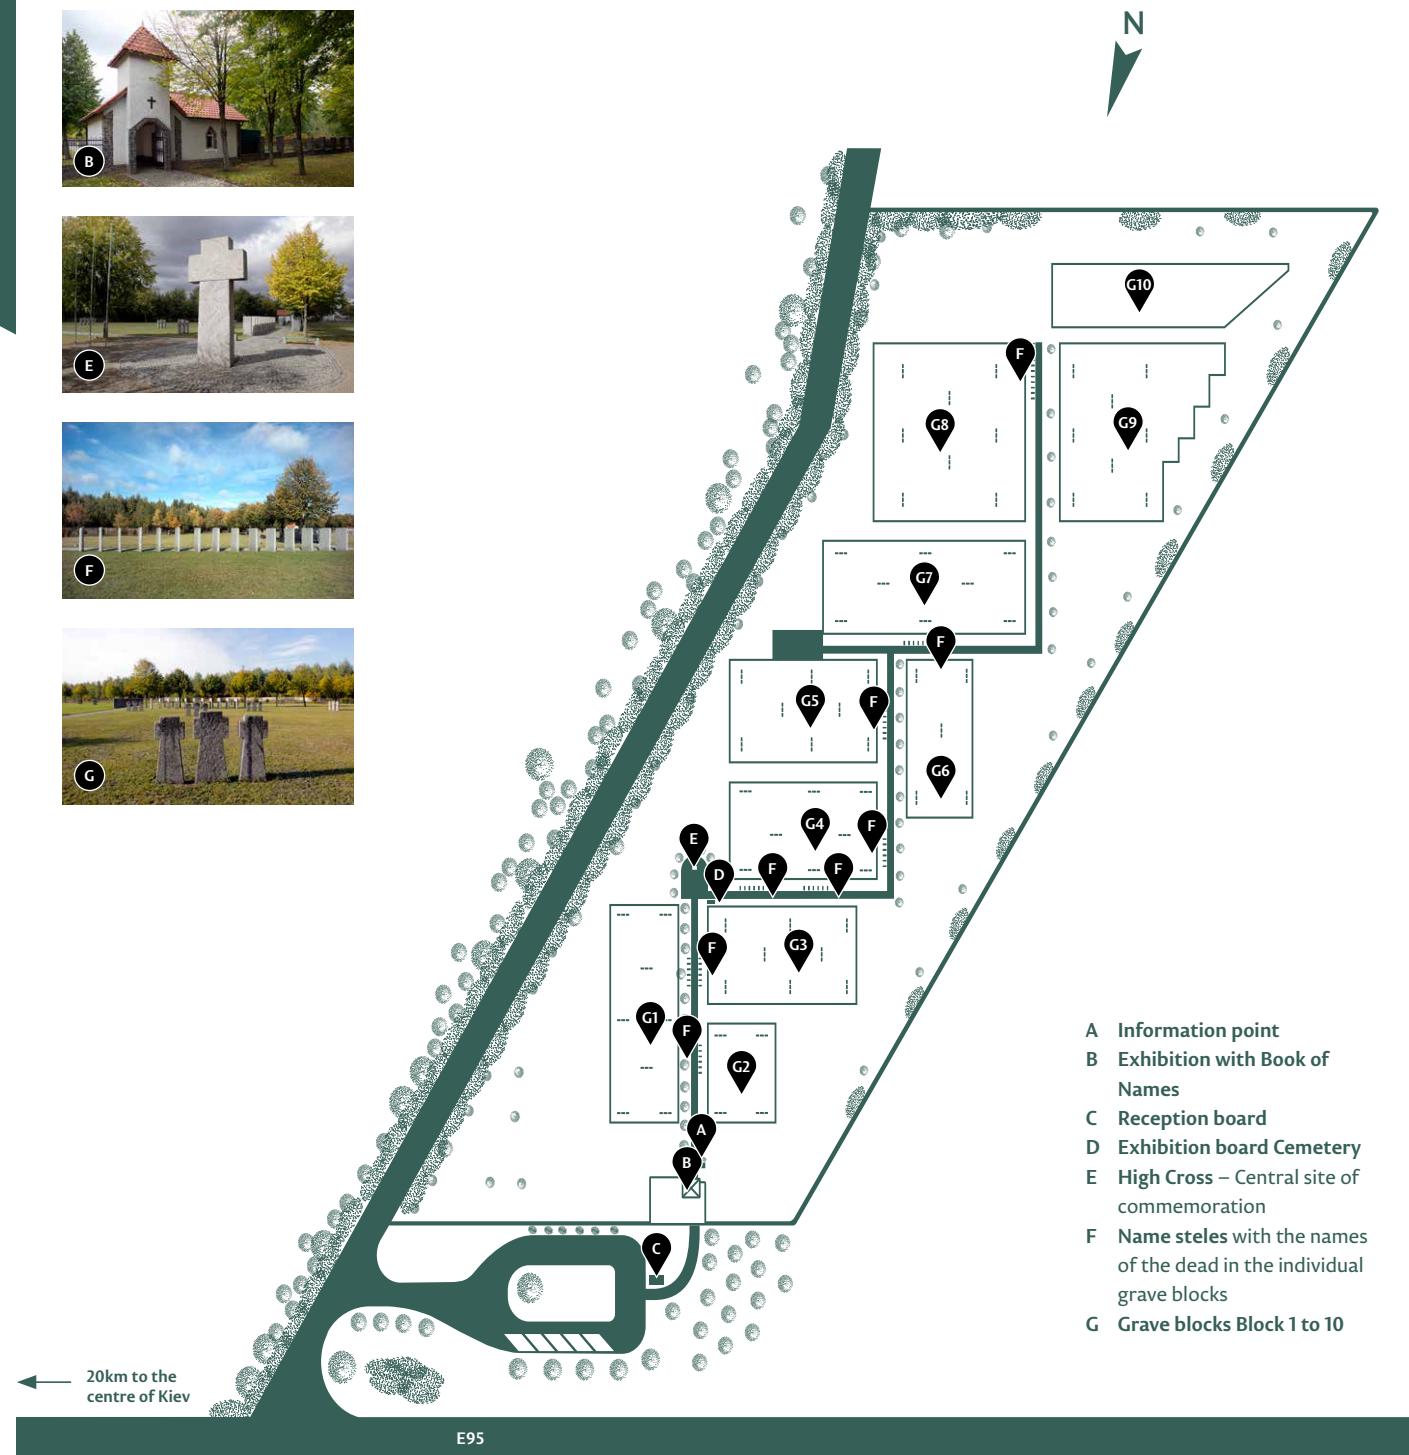 N
B
E
F
G
G10
F
G8
G9
G7
F
G5
F
G6
G4
F
E
D
F
F
F
G3
G1
F
G2
A
B
C
A Information point
B Exhibition with Book of
Names
C Reception board
D Exhibition board Cemetery
E High Cross – Central site of
commemoration
F Name steles with the names
of the dead in the individual
grave blocks
G Grave blocks Block 1 to 10
20km to the
centre of Kiev
E95